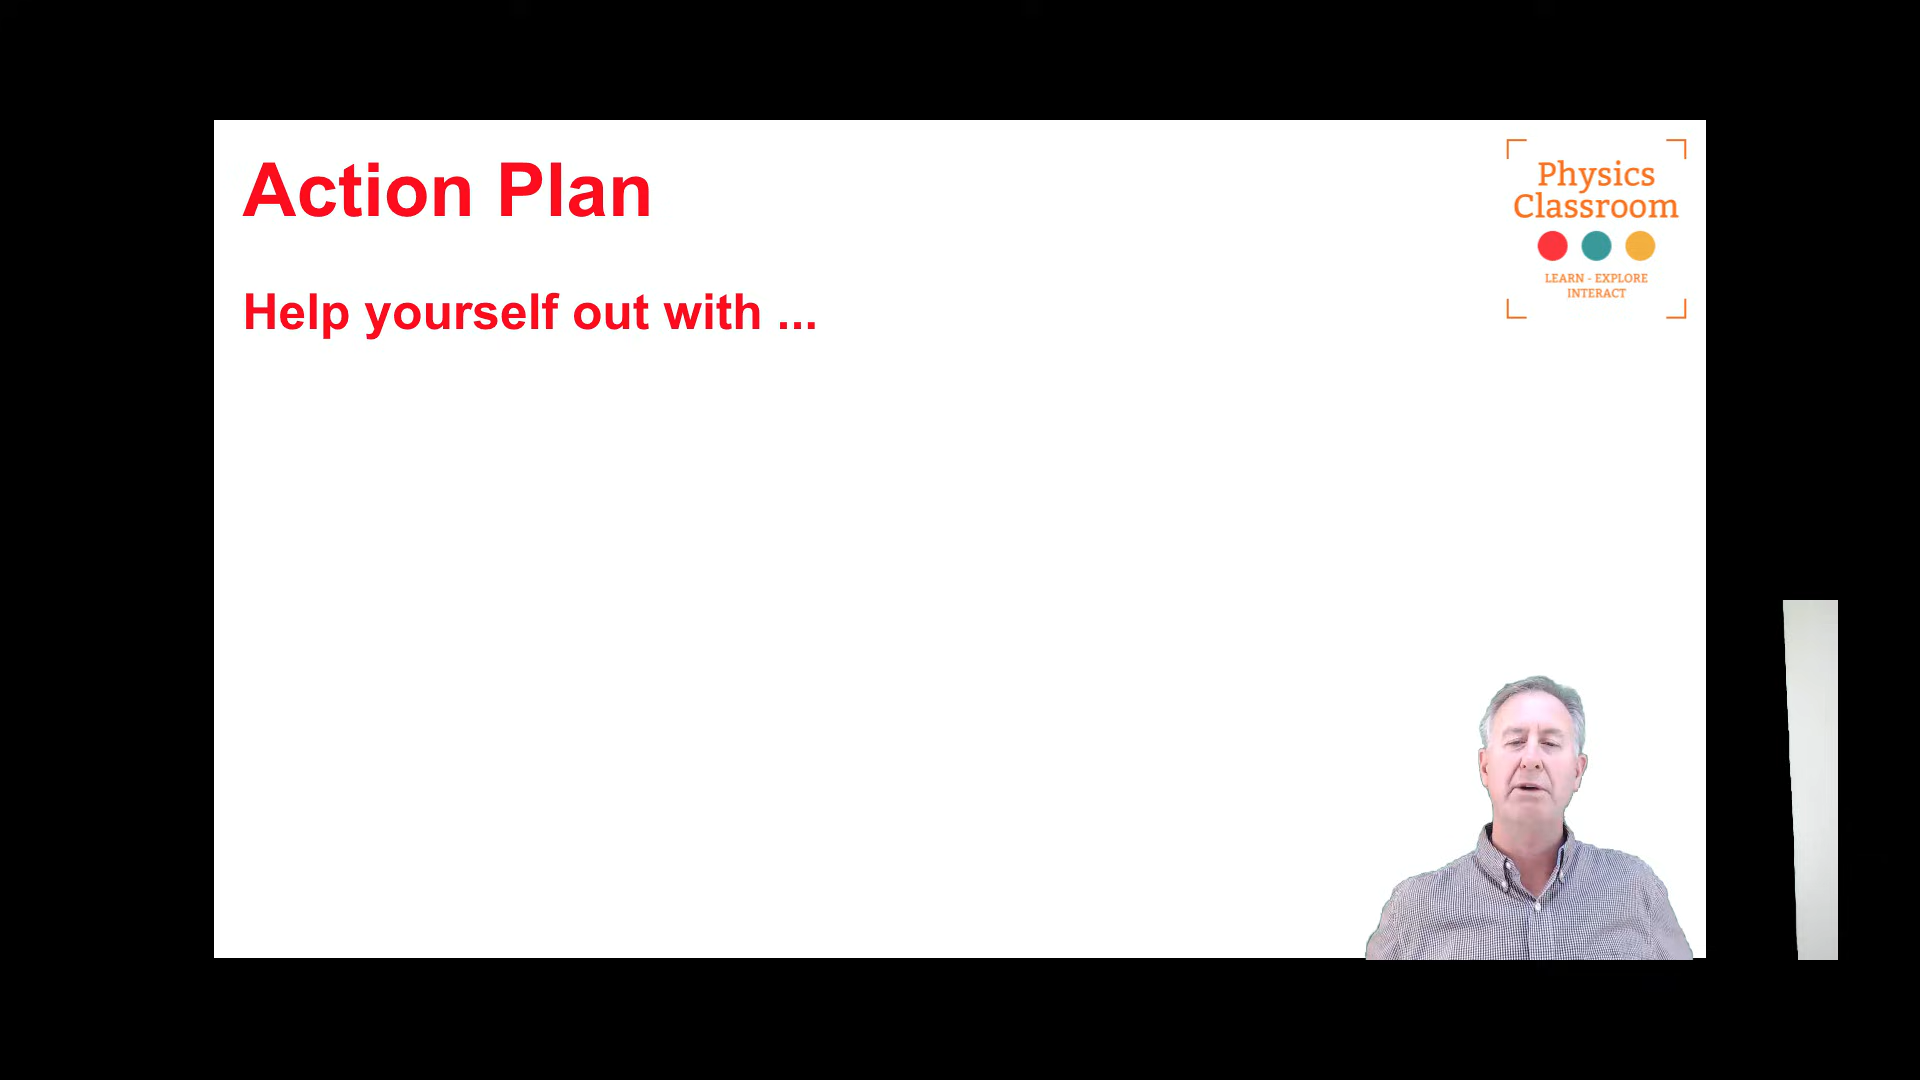 Action Plan
Help yourself out with ...
Physics
Classroom
LEARN - EXPLORE
INTERACT